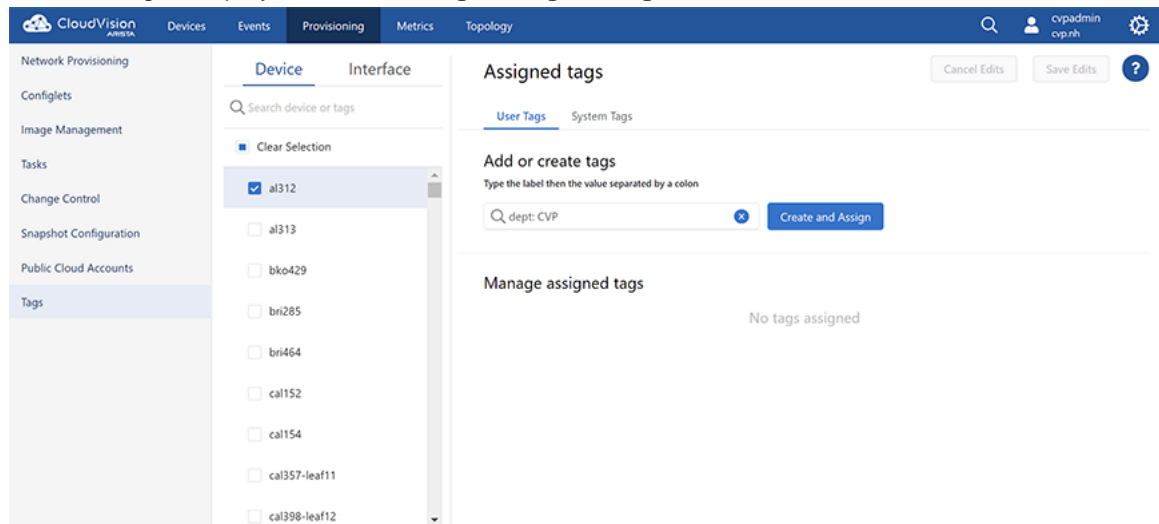 CloudVision
ARISTA
Devices
Events
Provisioning
Metrics
Topology
cvpadmin
cvp.nh
Network Provisioning
Configlets
Image Management
Tasks
Change Control
Snapshot Configuration
Public Cloud Accounts
Tags
Device
Interface
Search device or tags
Clear Selection
al312
al313
bko429
bri285
bri464
cal152
cal154
cal357-leaf11
cal398-leaf12
Assigned tags
Cancel Edits
Save Edits
?
User Tags
System Tags
Add or create tags
Type the label then the value separated by a colon
dept: CVP
Create and Assign
Manage assigned tags
No tags assigned